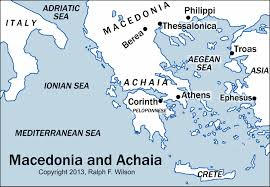 ADRIATIC
SEA
MACEDONIA
Philippi
Thessalonica
ITALY
Berea
AEGEAN
SEA
Troas
ASIA
IONIAN SEA
ACHAIA
Corinth
Athens
Ephesus
PELOPONNESE
MEDITERRANEAN SEA
Macedonia and Achaia
Copyright 2013, Ralph F. Wilson
CRETE